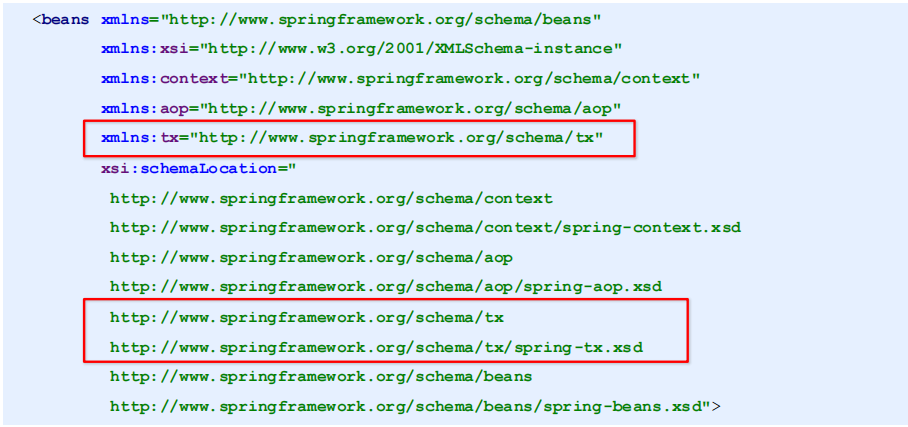 <beans xmlns="http://www.springframework.org/schema/beans"
xmlns:xsi="http://www.w3.org/2001/XMLSchema-instance"
xmlns:context="http://www.springframework.org/schema/context"
xmlns:aop="http://www.springframework.org/schema/aop"
xmlns:tx="http://www.springframework.org/schema/tx"
xsi:schemaLocation="
http://www.springframework.org/schema/context
http://www.springframework.org/schema/context/spring-context.xsd
http://www.springframework.org/schema/aop
http://www.springframework.org/schema/aop/spring-aop.xsd
http://www.springframework.org/schema/tx
http://www.springframework.org/schema/tx/spring-tx.xsd
http://www.springframework.org/schema/beans
http://www.springframework.org/schema/beans/spring-beans.xsd">